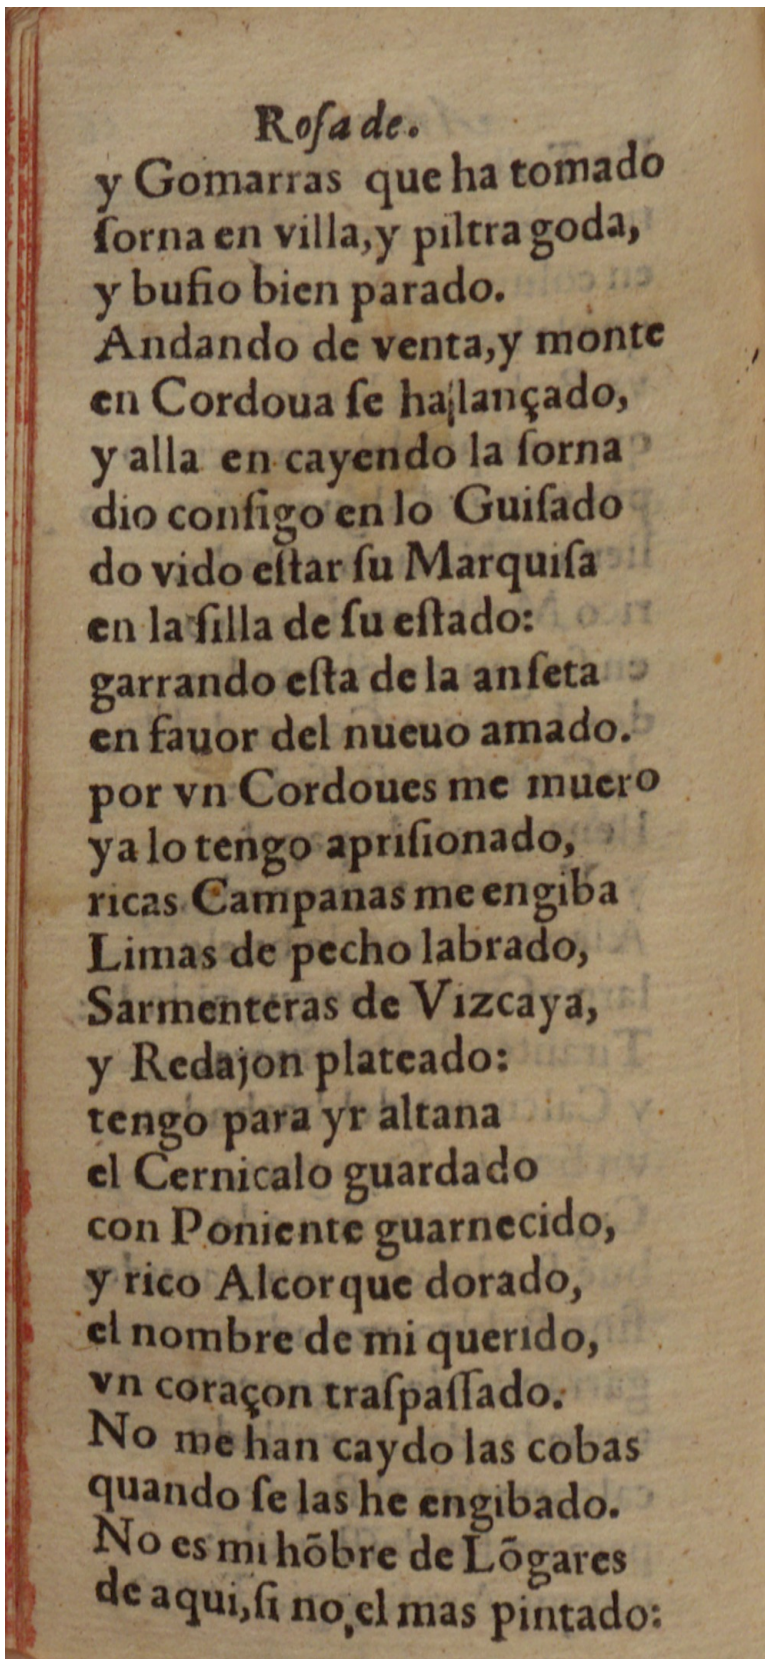 Roſa de.
y Gomarras que ha tomado
ſorna en villa,y piltra goda,
y buſio bien parado.
Andando de venta,y monte
en Cordoua ſe ha lançado,
y alla en cayendo la ſorna
dio conſigo en lo Guiſado
do vido eſtar ſu Marquiſa
en la ſilla de ſu eſtado:
garrando eſta de la anſeta
en fauor del nueuo amado.
por vn Cordoues me muero
ya lo tengo apriſionado,
ricas Campanas me engiba
Limas de pecho labrado,
Sarmenteras de Vizcaya,
y Redajon plateado:
tengo para yr altana
el Cernicalo guardado
con Poniente guarnecido,
y rico Alcorque dorado,
el nombre de mi querido,
vn coraçon traſpaſſado.
No me han caydo las cobas
quando ſe las he engibado.
No es mi hõbre de Lõgares
de aqui,ſi no,el mas pintado: